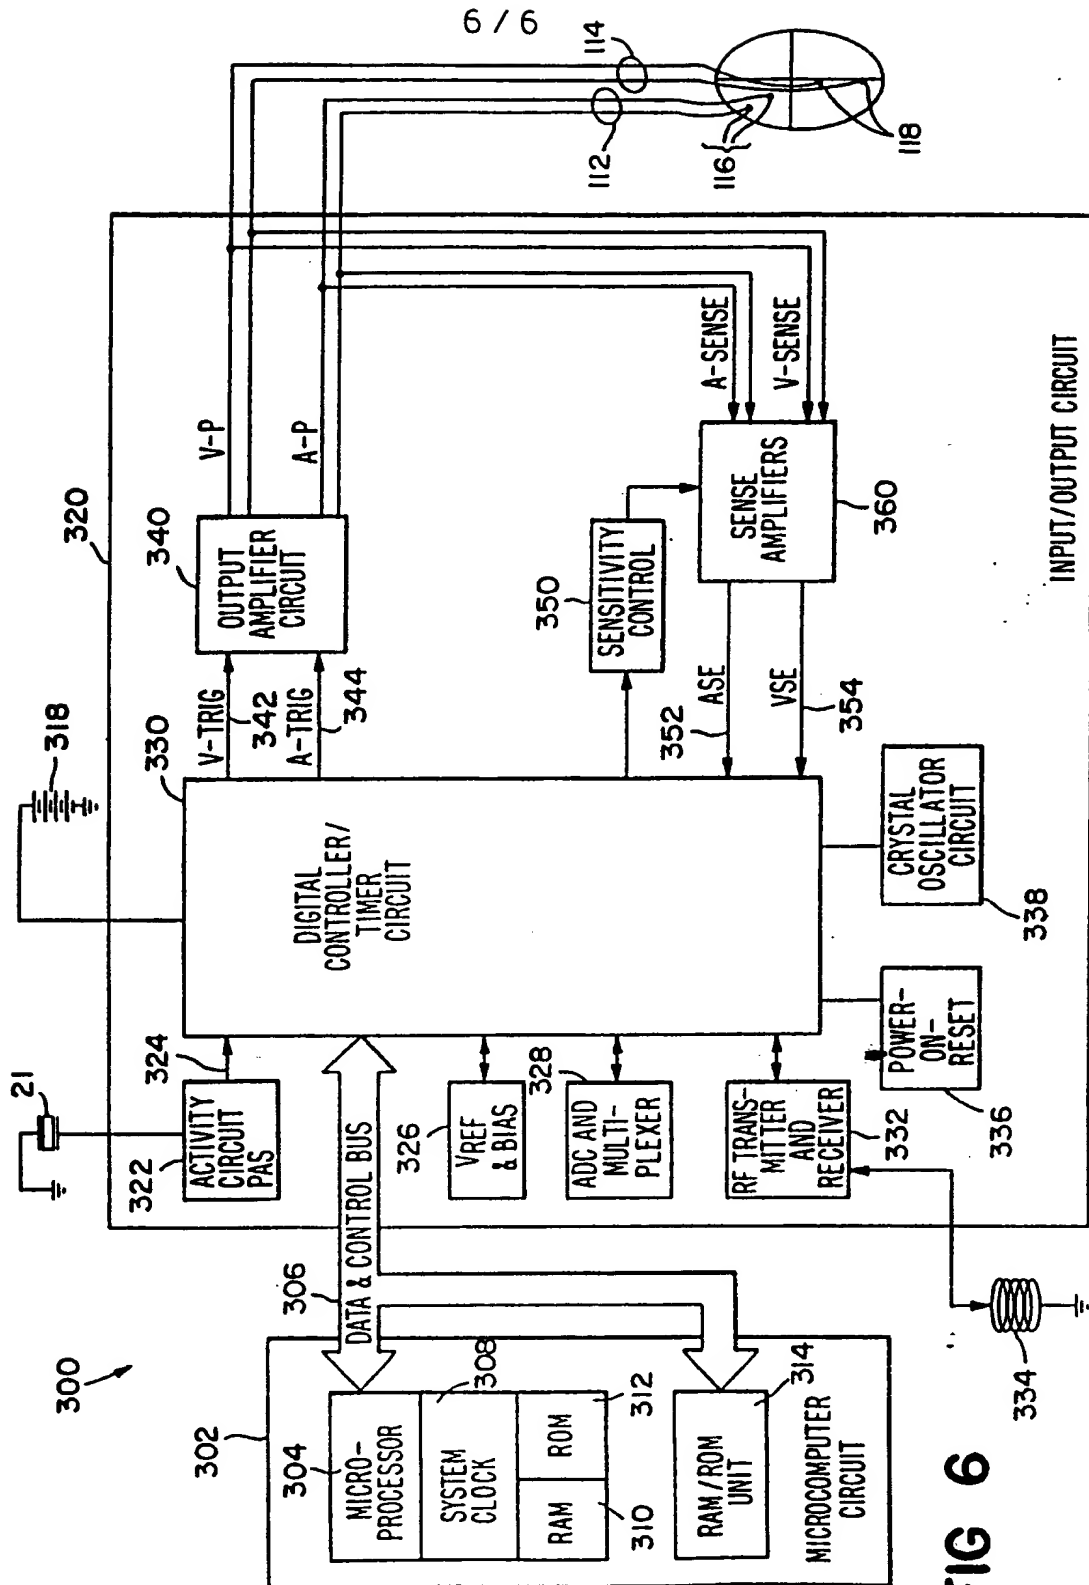 6/6
300
302
304
MICRO-
PROCESSOR
SYSTEM
CLOCK
308
RAM
ROM
310
312
RAM/ROM
UNIT
314
MICROCOMPUTER
CIRCUIT
306
DATA & CONTROL BUS
320
21
322
ACTIVITY
CIRCUIT
PAS
324
326
VREF
& BIAS
328
ADC AND
MULTI-
PLEXER
RF TRANS-
MITTER
AND
RECEIVER
332
334
318
330
DIGITAL
CONTROLLER/
TIMER
CIRCUIT
POWER-
ON-
RESET
336
CRYSTAL
OSCILLATOR
CIRCUIT
338
V-TRIG
342
A-TRIG
344
340
OUTPUT
AMPLIFIER
CIRCUIT
V-P
A-P
350
SENSITIVITY
CONTROL
352
ASE
VSE
354
SENSE
AMPLIFIERS
360
A-SENSE
V-SENSE
INPUT/OUTPUT CIRCUIT
112
114
116
118
FIG 6